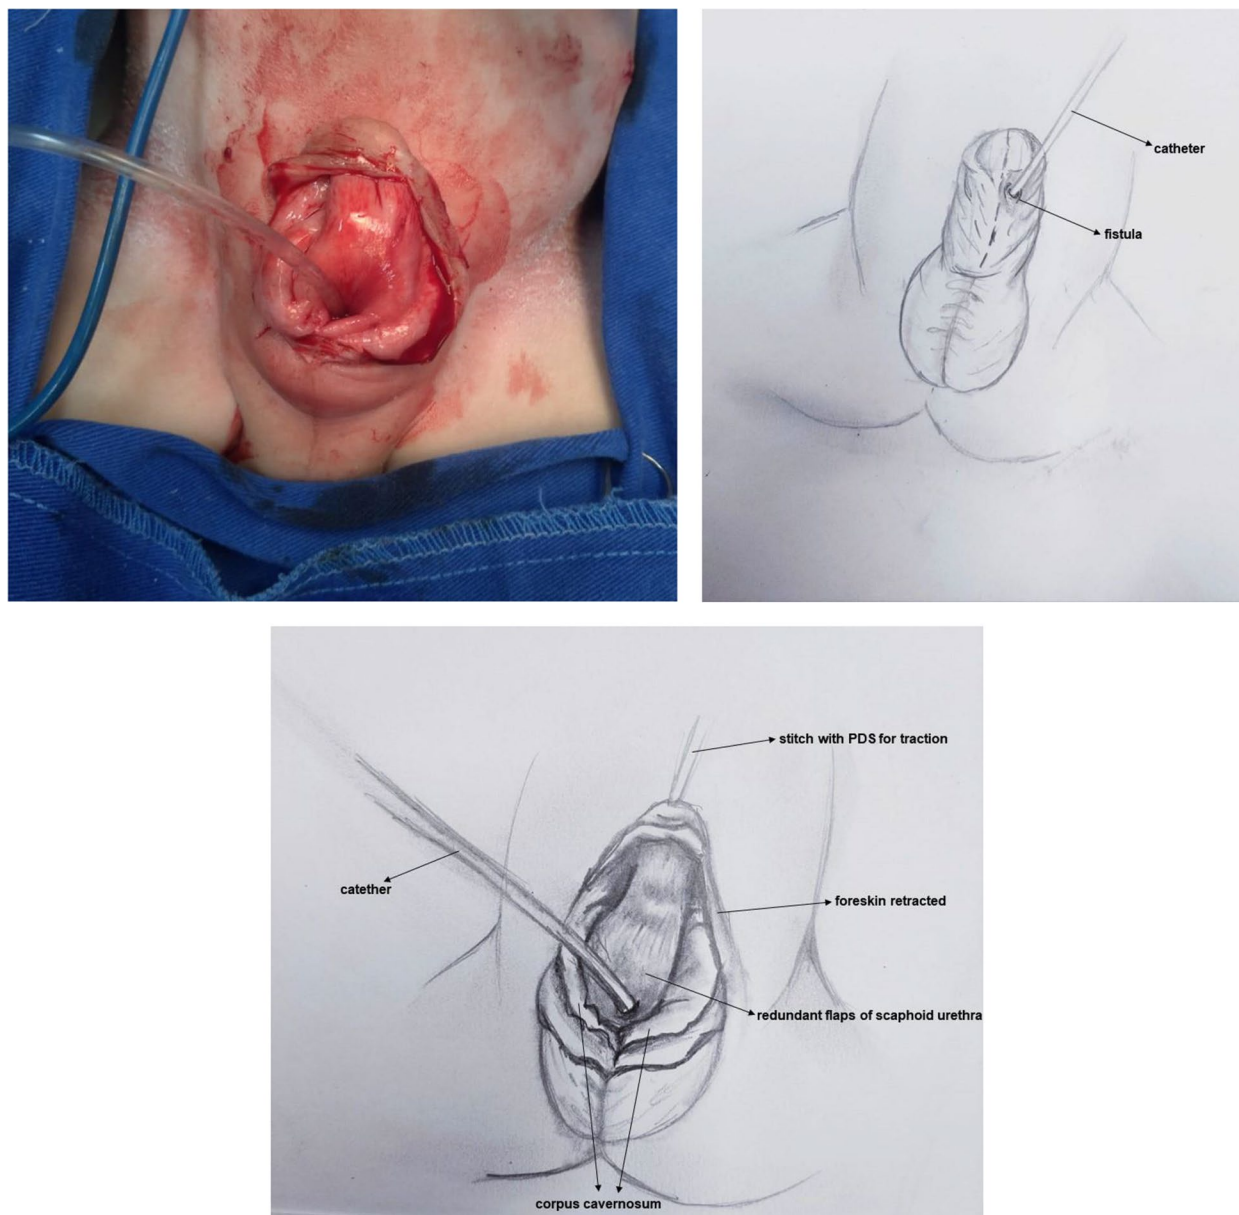 catheter
fistula
stitch with PDS for traction
catether
foreskin retracted
redundant flaps of scaphoid urethra
corpus cavernosum